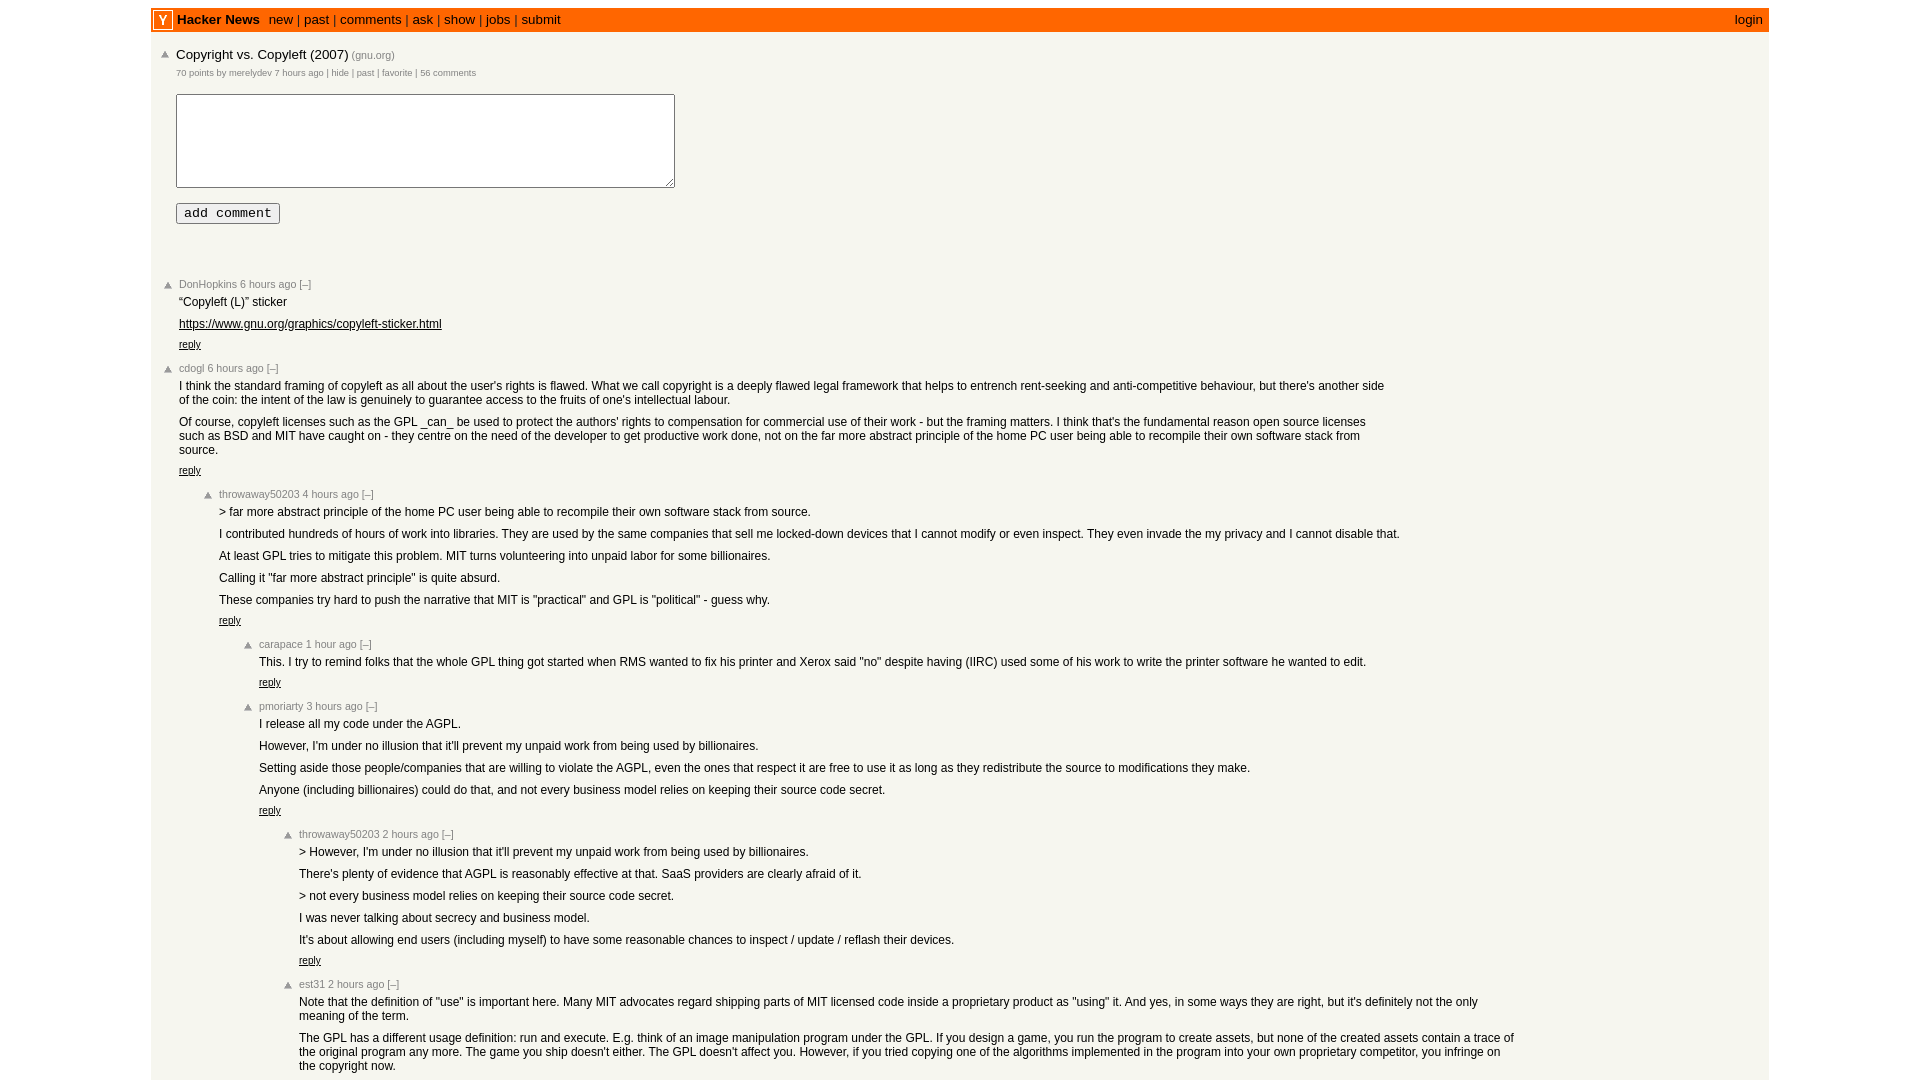 Y Hacker News new | past | comments | ask | show | jobs | submit login
Copyright vs. Copyleft (2007) (gnu.org)
70 points by merelydev 7 hours ago | hide | past | favorite | 56 comments
add comment
DonHopkins 6 hours ago [–]
“Copyleft (L)” sticker
https://www.gnu.org/graphics/copyleft-sticker.html
reply
cdogl 6 hours ago [–]
I think the standard framing of copyleft as all about the user's rights is flawed. What we call copyright is a deeply flawed legal framework that helps to entrench rent-seeking and anti-competitive behaviour, but there's another side
of the coin: the intent of the law is genuinely to guarantee access to the fruits of one's intellectual labour.
Of course, copyleft licenses such as the GPL _can_ be used to protect the authors' rights to compensation for commercial use of their work - but the framing matters. I think that's the fundamental reason open source licenses
such as BSD and MIT have caught on - they centre on the need of the developer to get productive work done, not on the far more abstract principle of the home PC user being able to recompile their own software stack from
source.
reply
throwaway50203 4 hours ago [–]
> far more abstract principle of the home PC user being able to recompile their own software stack from source.
I contributed hundreds of hours of work into libraries. They are used by the same companies that sell me locked-down devices that I cannot modify or even inspect. They even invade the my privacy and I cannot disable that.
At least GPL tries to mitigate this problem. MIT turns volunteering into unpaid labor for some billionaires.
Calling it "far more abstract principle" is quite absurd.
These companies try hard to push the narrative that MIT is "practical" and GPL is "political" - guess why.
reply
carapace 1 hour ago [–]
This. I try to remind folks that the whole GPL thing got started when RMS wanted to fix his printer and Xerox said "no" despite having (IIRC) used some of his work to write the printer software he wanted to edit.
reply
pmoriarty 3 hours ago [–]
I release all my code under the AGPL.
However, I'm under no illusion that it'll prevent my unpaid work from being used by billionaires.
Setting aside those people/companies that are willing to violate the AGPL, even the ones that respect it are free to use it as long as they redistribute the source to modifications they make.
Anyone (including billionaires) could do that, and not every business model relies on keeping their source code secret.
reply
throwaway50203 2 hours ago [–]
> However, I'm under no illusion that it'll prevent my unpaid work from being used by billionaires.
There's plenty of evidence that AGPL is reasonably effective at that. SaaS providers are clearly afraid of it.
> not every business model relies on keeping their source code secret.
I was never talking about secrecy and business model.
It's about allowing end users (including myself) to have some reasonable chances to inspect / update / reflash their devices.
reply
est31 2 hours ago [–]
Note that the definition of "use" is important here. Many MIT advocates regard shipping parts of MIT licensed code inside a proprietary product as "using" it. And yes, in some ways they are right, but it's definitely not the only
meaning of the term.
The GPL has a different usage definition: run and execute. E.g. think of an image manipulation program under the GPL. If you design a game, you run the program to create assets, but none of the created assets contain a trace of
the original program any more. The game you ship doesn't either. The GPL doesn't affect you. However, if you tried copying one of the algorithms implemented in the program into your own proprietary competitor, you infringe on
the copyright now.